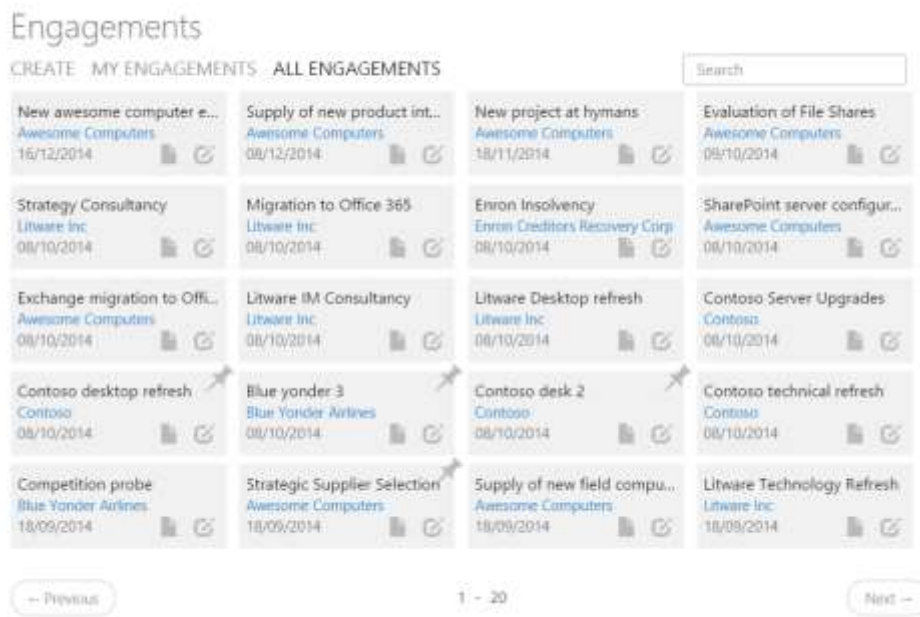 Engagements
CREATE MY ENGAGEMENTS ALL ENGAGEMENTS
Search
New awesome computer e...
Awesome Computers
16/12/2014
Supply of new product int...
Awesome Computers
08/12/2014
New project at hymans
Awesome Computers
18/11/2014
Evaluation of File Shares
Awesome Computers
09/10/2014
Strategy Consultancy
Litware Inc
08/10/2014
Migration to Office 365
Litware Inc
08/10/2014
Enron Insolvency
Enron Creditors Recovery Corp
08/10/2014
SharePoint server configur...
Awesome Computers
08/10/2014
Exchange migration to Offi...
Awesome Computers
08/10/2014
Litware IM Consultancy
Litware Inc
08/10/2014
Litware Desktop refresh
Litware Inc
08/10/2014
Contoso Server Upgrades
Contoso
08/10/2014
Contoso desktop refresh
Contoso
08/10/2014
Blue yonder 3
Blue Yonder Airlines
08/10/2014
Contoso desk 2
Contoso
08/10/2014
Contoso technical refresh
Contoso
08/10/2014
Competition probe
Blue Yonder Airlines
18/09/2014
Strategic Supplier Selection
Awesome Computers
18/09/2014
Supply of new field compu...
Awesome Computers
18/09/2014
Litware Technology Refresh
Litware Inc
18/09/2014
← Previous
1 - 20
Next →